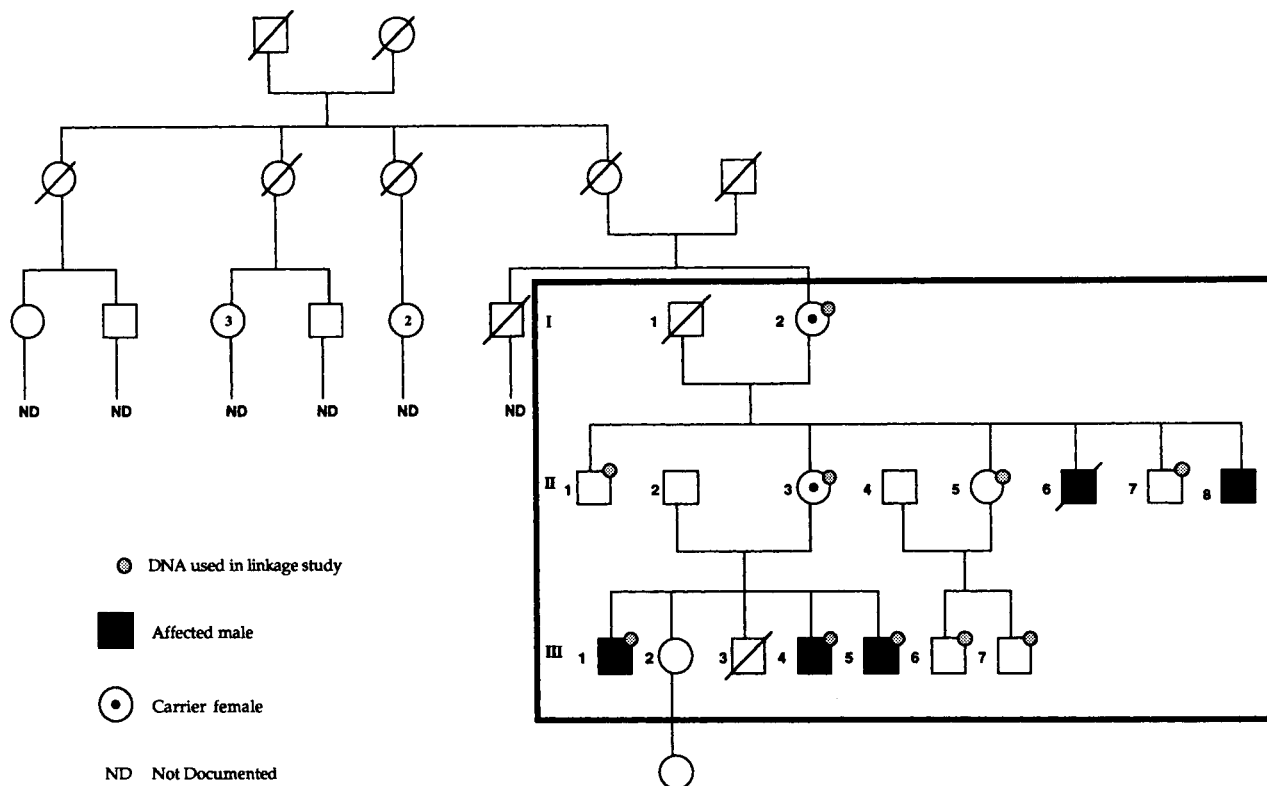 3
2
I
1
2
ND
ND
ND
ND
ND
ND
II
1
2
3
4
5
6
7
8
DNA used in linkage study
Affected male
III
1
2
3
4
5
6
7
Carrier female
ND Not Documented